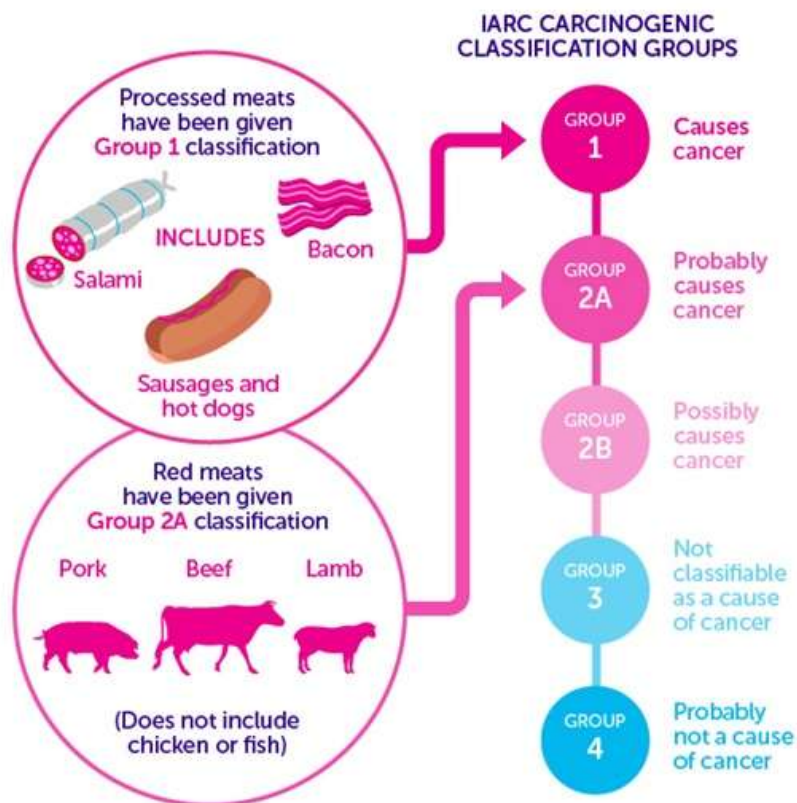 IARC CARCINOGENIC
CLASSIFICATION GROUPS
Processed meats
have been given
Group 1 classification
INCLUDES
Salami
Bacon
Sausages and
hot dogs
Red meats
have been given
Group 2A classification
Pork
Beef
Lamb
(Does not include
chicken or fish)
GROUP
1
Causes
cancer
GROUP
2A
Probably
causes
cancer
GROUP
2B
Possibly
causes
cancer
GROUP
3
Not
classifiable
as a cause
of cancer
GROUP
4
Probably
not a cause
of cancer